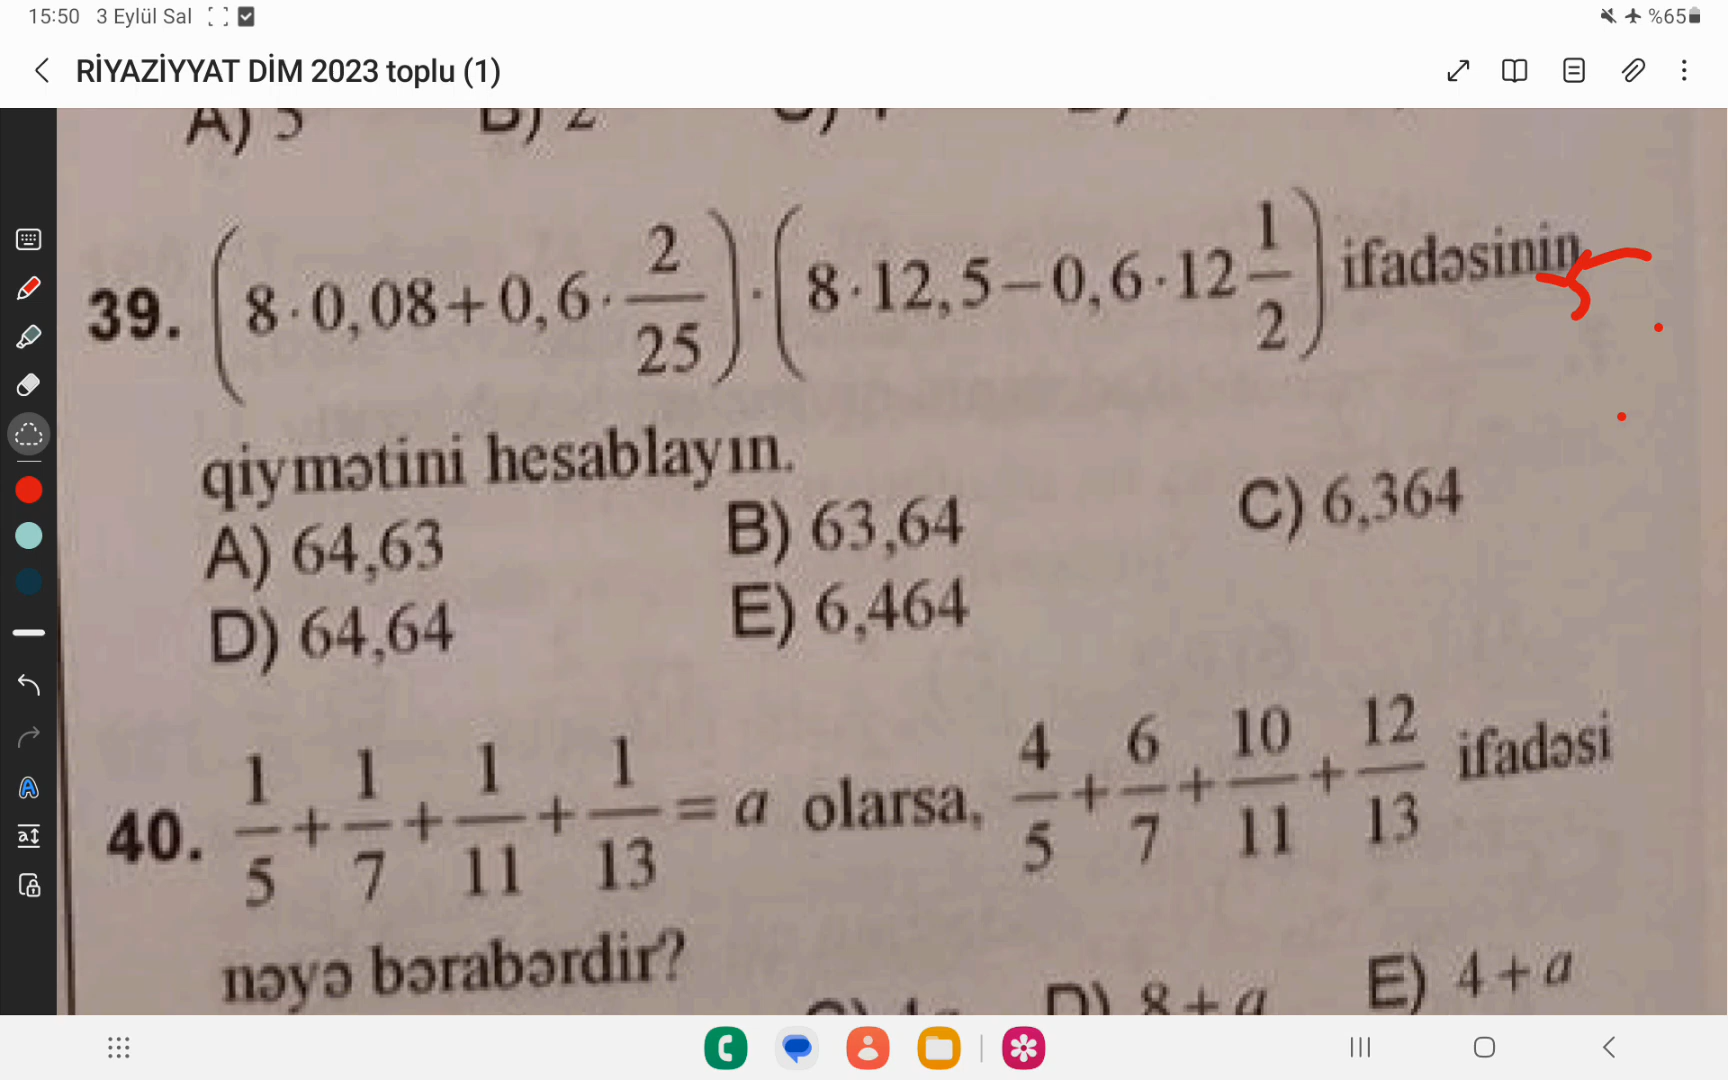 15:50 3 Eylül Sal %65
RİYAZİYYAT DİM 2023 toplu (1)
39. (8·0,08+0,6·2/25)·(8·12,5−0,6·12 1/2) ifadəsinin
qiymətini hesablayın.
A) 64,63 B) 63,64 C) 6,364
D) 64,64 E) 6,464
40. 1/5+1/7+1/11+1/13=a olarsa, 4/5+6/7+10/11+12/13 ifadəsi
nəyə bərabərdir?
D) 8+a E) 4+a